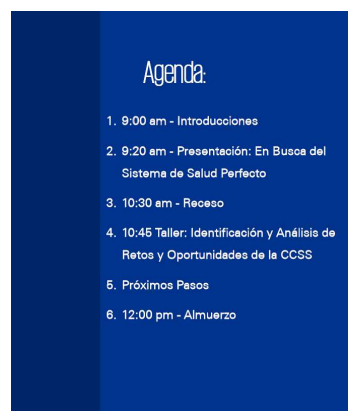 Agenda:
1. 9:00 am - Introducciones
2. 9:20 am - Presentación: En Busca del
Sistema de Salud Perfecto
3. 10:30 am - Receso
4. 10:45 Taller: Identificación y Análisis de
Retos y Oportunidades de la CCSS
5. Próximos Pasos
6. 12:00 pm - Almuerzo